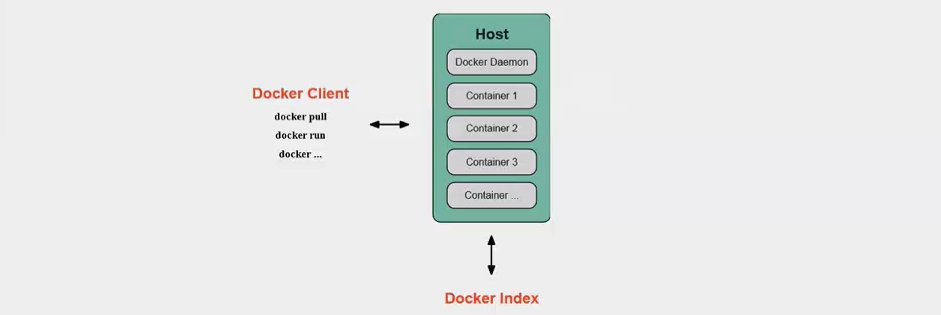 Host
Docker Daemon
Container 1
Container 2
Container 3
Container ...
Docker Client
docker pull
docker run
docker ...
Docker Index